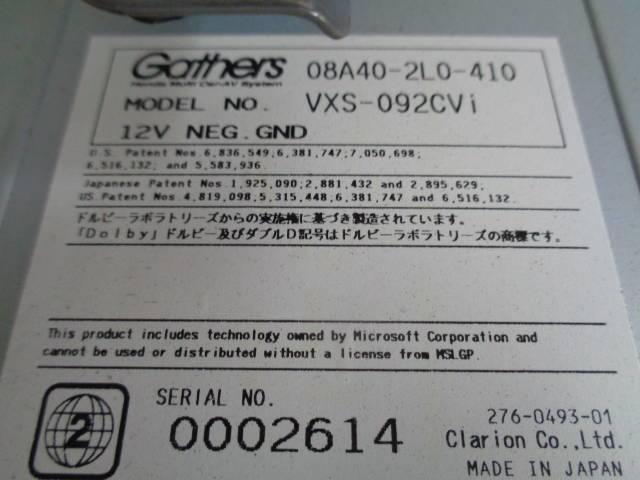 Gathers 08A40-2L0-410
Honda Multi Car-AV System
MODEL NO. VXS-092CVi
12V NEG.GND
U.S. Patent Nos.6,836,549;6,381,747;7,050,698;
6,516,132; and 5,583,936.
Japanese Patent Nos.1,925,090;2,881,432 and 2,895,629;
US.Patent Nos.4,819,098,5,315,448,6,381,747 and 6,516,132.
ドルビーラボラトリーズからの実施権に基づき製造されています。
「Dolby」ドルビー及びダブルD記号はドルビーラボラトリーズの商標です。
This product includes technology owned by Microsoft Corporation and
cannot be used or distributed without a license from MSLGP.
2
SERIAL NO.
0002614
276-0493-01
Clarion Co.,Ltd.
MADE IN JAPAN